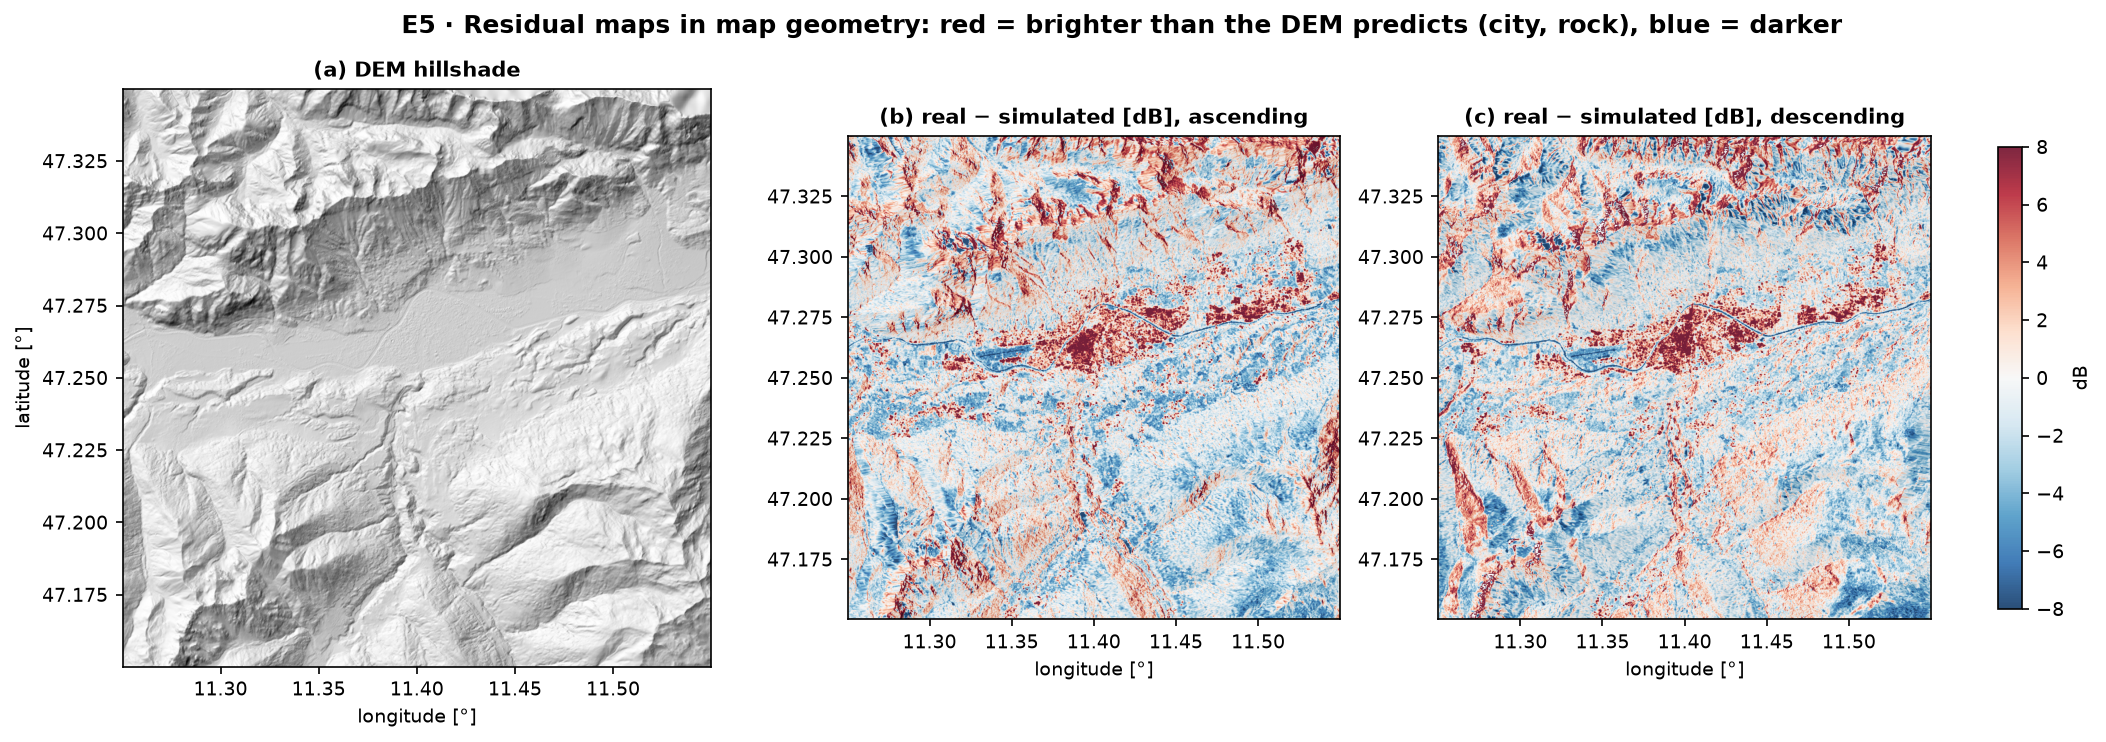 E5 · Residual maps in map geometry: red = brighter than the DEM predicts (city, rock), blue = darker
(a) DEM hillshade
47.325
47.300
47.275
47.250
47.225
47.200
47.175
latitude [°]
11.30 11.35 11.40 11.45 11.50
longitude [°]
(b) real − simulated [dB], ascending
47.325
47.300
47.275
47.250
47.225
47.200
47.175
11.30 11.35 11.40 11.45 11.50
longitude [°]
(c) real − simulated [dB], descending
47.325
47.300
47.275
47.250
47.225
47.200
47.175
11.30 11.35 11.40 11.45 11.50
longitude [°]
8
6
4
2
0
−2
−4
−6
−8
dB